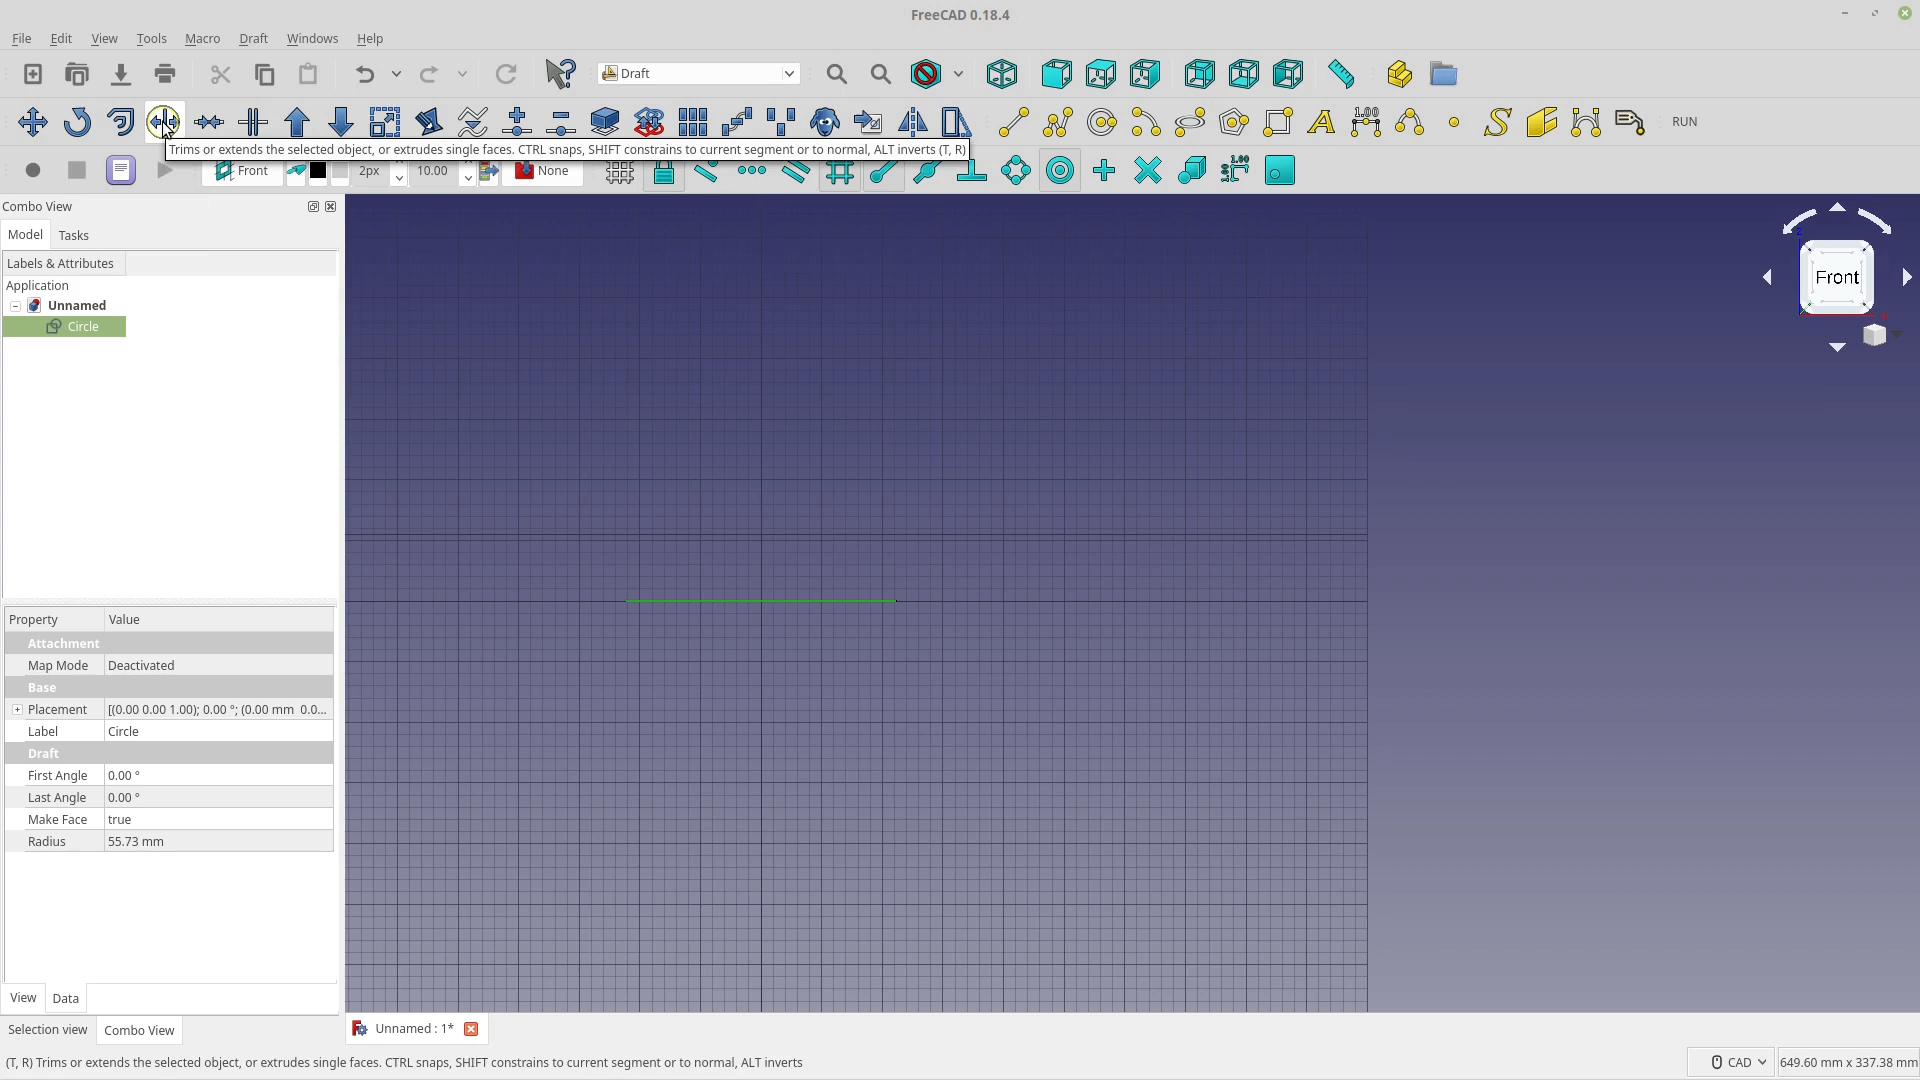 FreeCAD 0.18.4
File Edit View Tools Macro Draft Windows Help
Draft
1.00
RUN
Trims or extends the selected object, or extrudes single faces. CTRL snaps, SHIFT constrains to current segment or to normal, ALT inverts (T, R)
Front 2px 10.00 None 1.00
Combo View
Model Tasks
Labels & Attributes
Application
Unnamed
Circle
Front
Property Value
Attachment
Map Mode Deactivated
Base
Placement [(0.00 0.00 1.00); 0.00 °; (0.00 mm 0.0...
Label Circle
Draft
First Angle 0.00 °
Last Angle 0.00 °
Make Face true
Radius 55.73 mm
View Data
Selection view Combo View
Unnamed : 1*
(T, R) Trims or extends the selected object, or extrudes single faces. CTRL snaps, SHIFT constrains to current segment or to normal, ALT inverts
CAD 649.60 mm x 337.38 mm